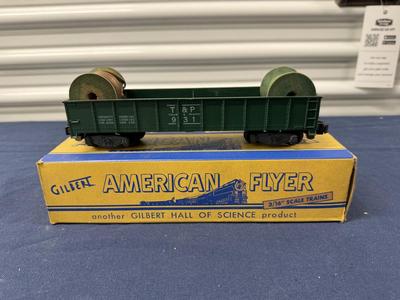 T & P
931
GILBERT
AMERICAN FLYER
3/16" SCALE TRAINS
another GILBERT HALL OF SCIENCE product